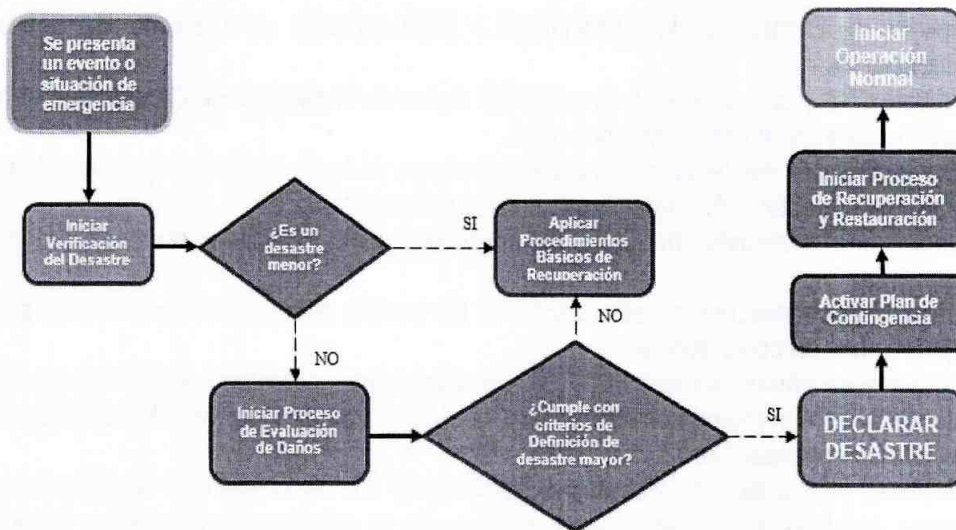 Se presenta
un evento o
situación de
emergencia
Iniciar
Verificación
del Desastre
¿Es un
desastre
menor?
SI
Aplicar
Procedimientos
Básicos de
Recuperación
NO
Iniciar Proceso
de Evaluación
de Daños
¿Cumple con
criterios de
Definición de
desastre mayor?
NO
SI
DECLARAR
DESASTRE
Activar Plan de
Contingencia
Iniciar Proceso
de Recuperación
y Restauración
Iniciar
Operación
Normal